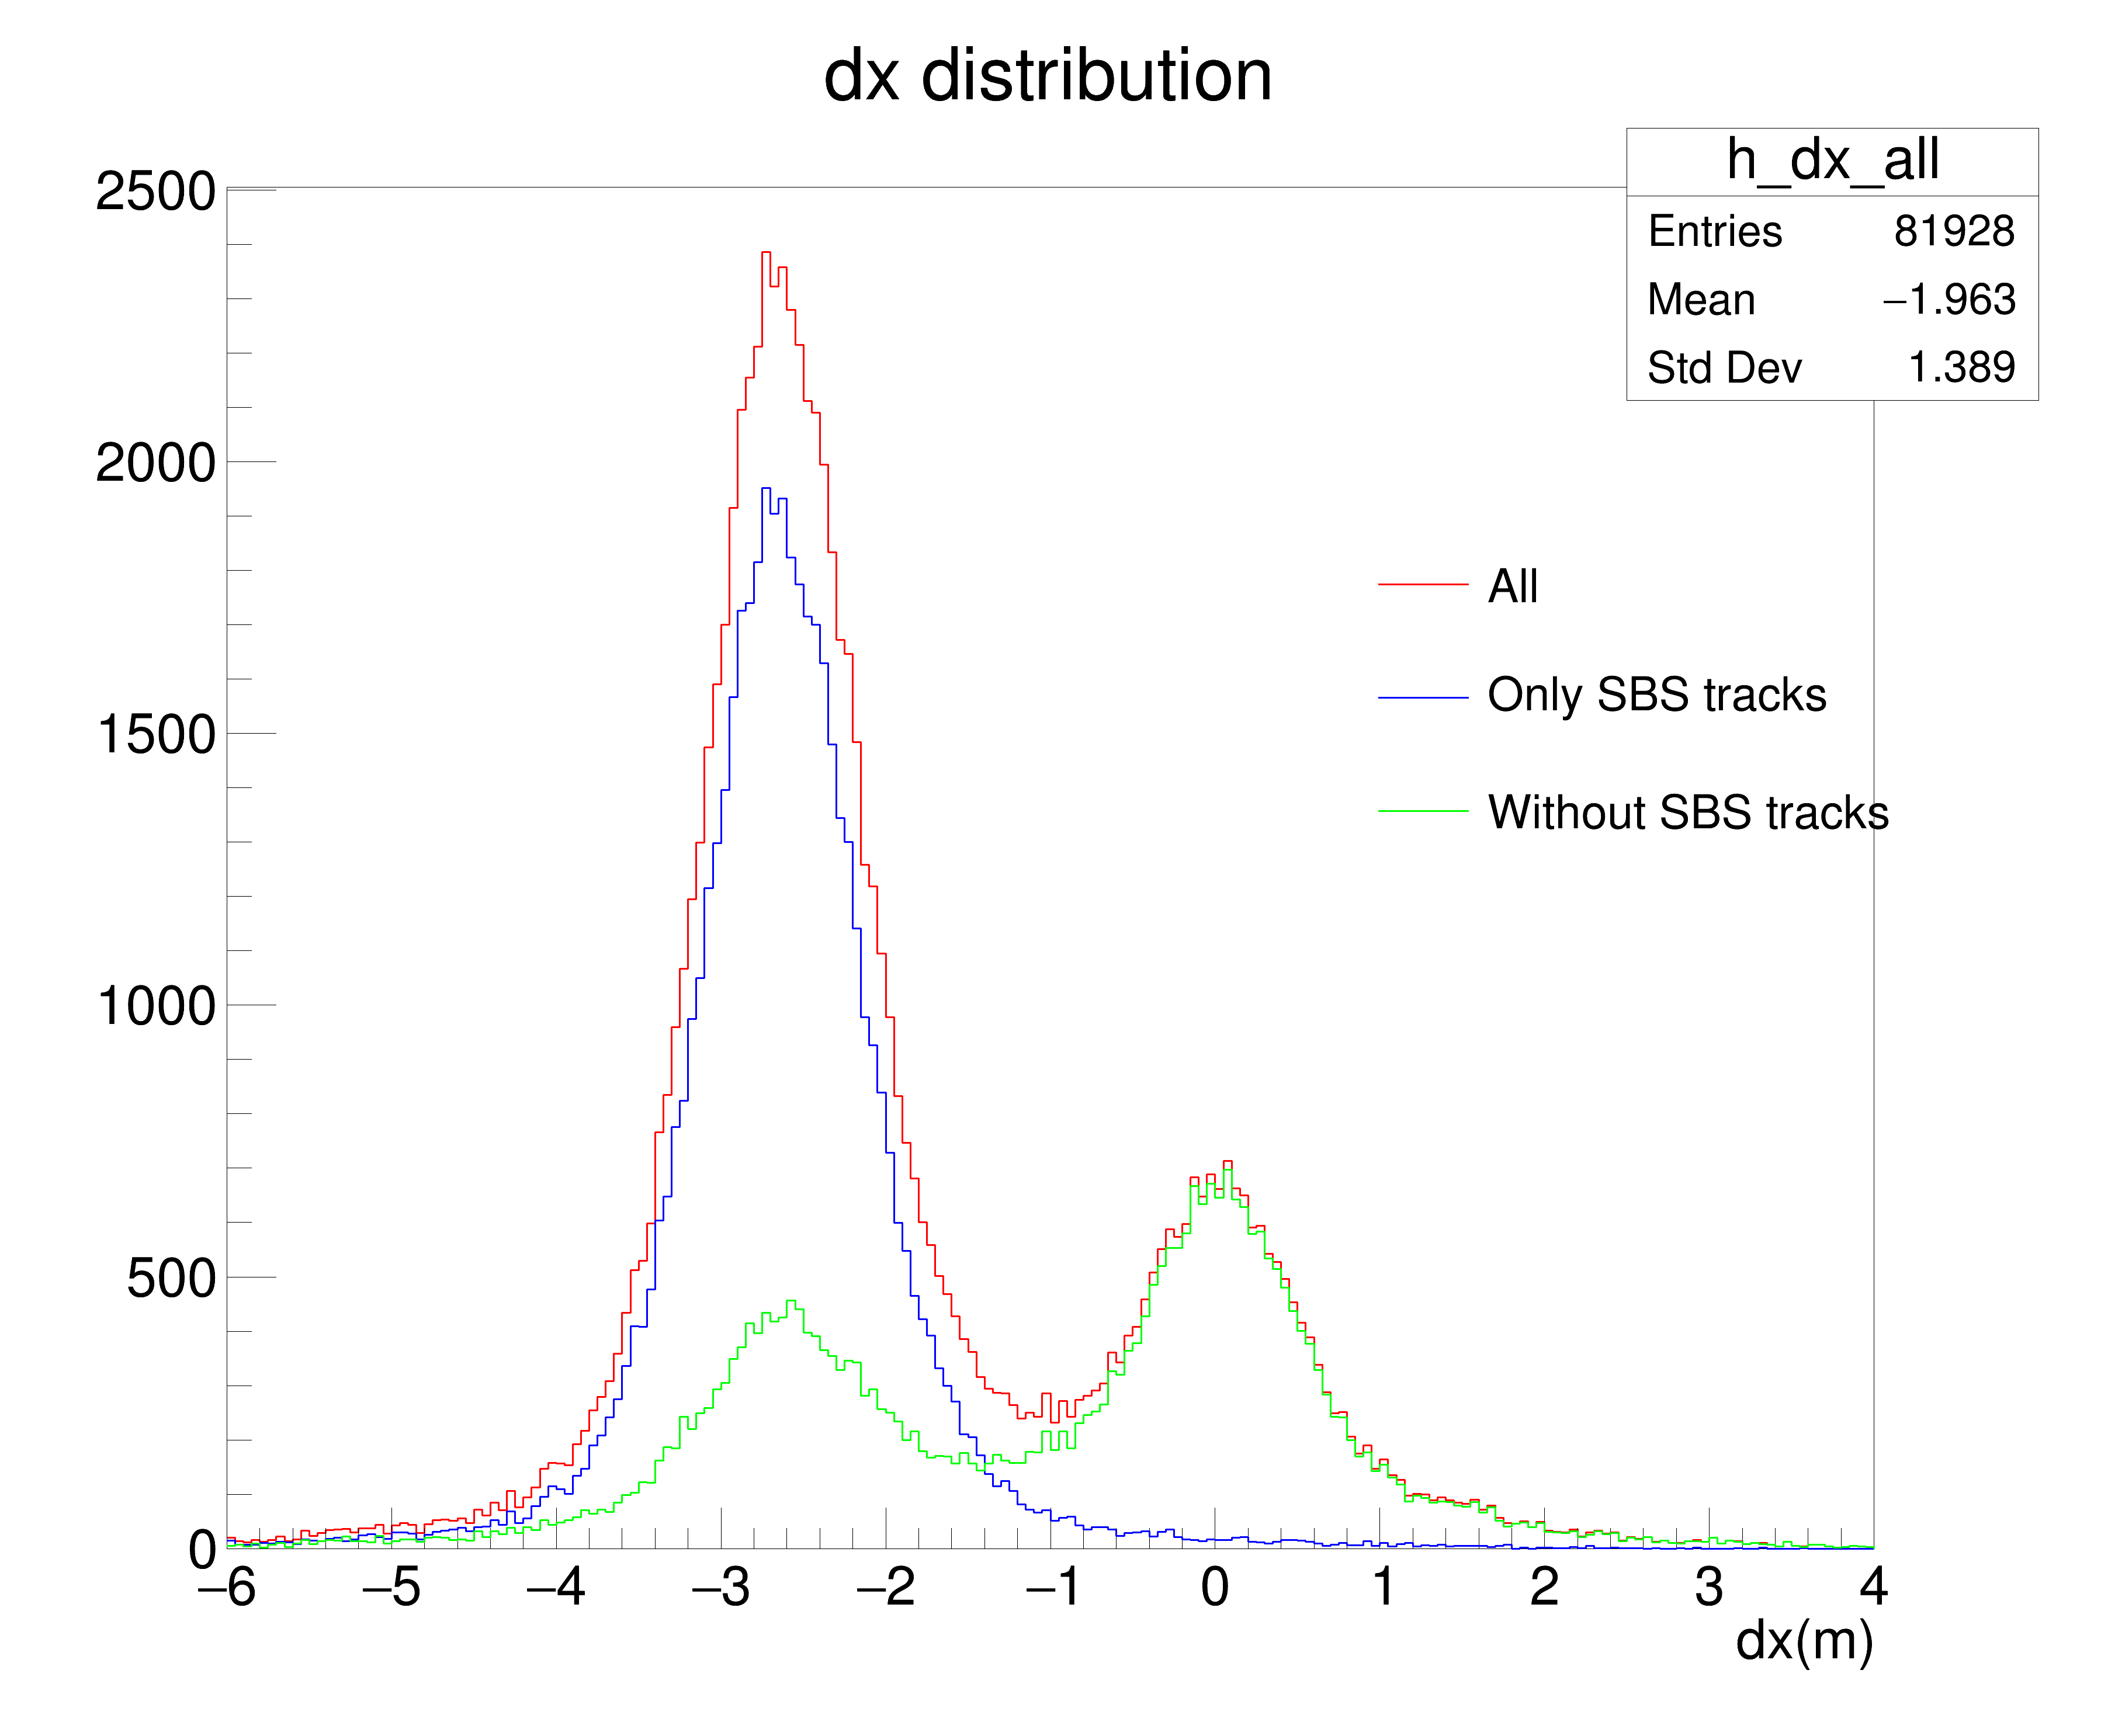 dx distribution
h_dx_all
Entries 81928
Mean −1.963
Std Dev 1.389
2500
2000
1500
1000
500
0
All
Only SBS tracks
Without SBS tracks
−6 −5 −4 −3 −2 −1 0 1 2 3 4
dx(m)